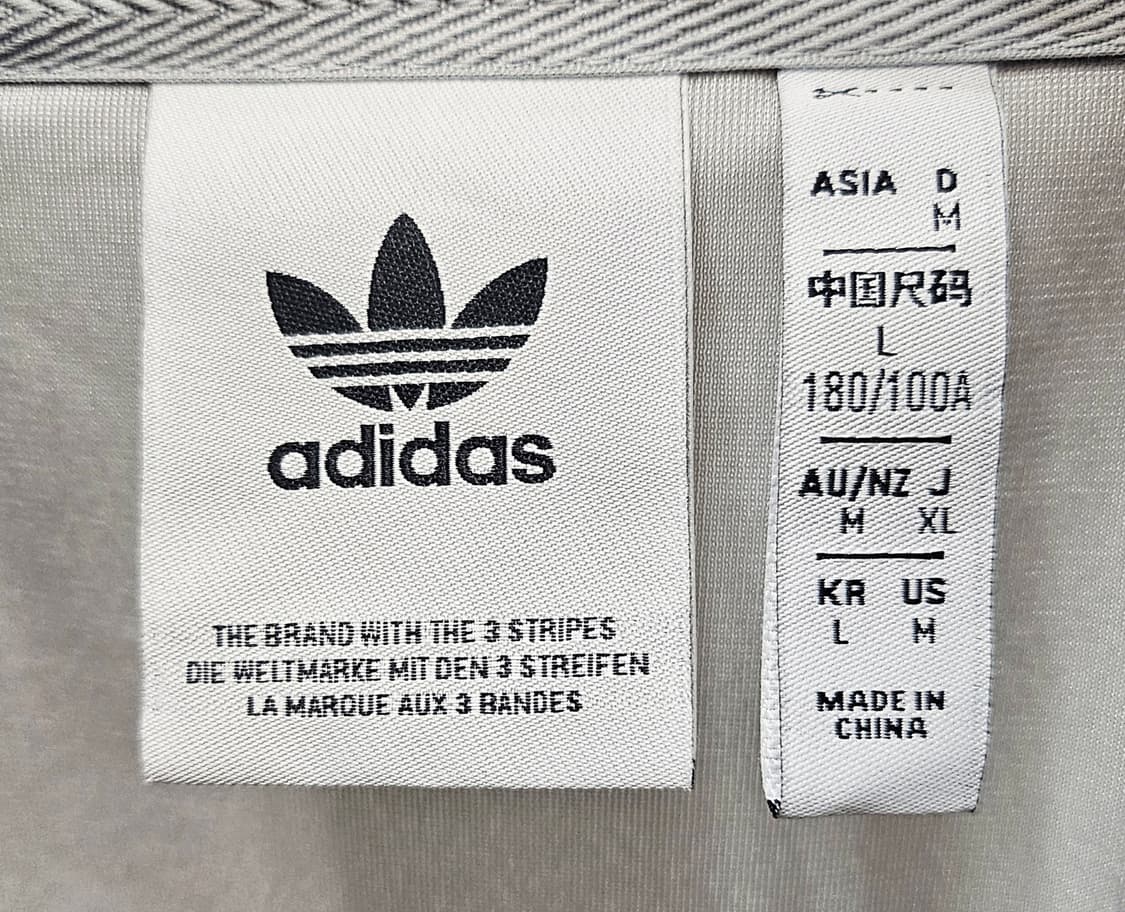 adidas
THE BRAND WITH THE 3 STRIPES
DIE WELTMARKE MIT DEN 3 STREIFEN
LA MARQUE AUX 3 BANDES
ASIA D
M
中国尺码
L
180/100A
AU/NZ J
M XL
KR US
L M
MADE IN
CHINA